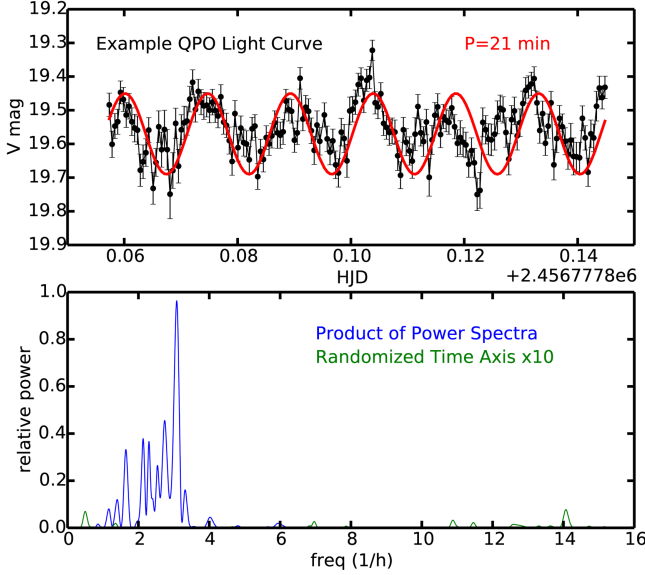 19.2
Example QPO Light Curve P=21 min
19.3
19.4
19.5
19.6
19.7
19.8
19.9
V mag
0.06 0.08 0.10 0.12 0.14
HJD +2.4567778e6
1.0
Product of Power Spectra
Randomized Time Axis x10
0.8
0.6
0.4
0.2
0.0
relative power
0 2 4 6 8 10 12 14 16
freq (1/h)